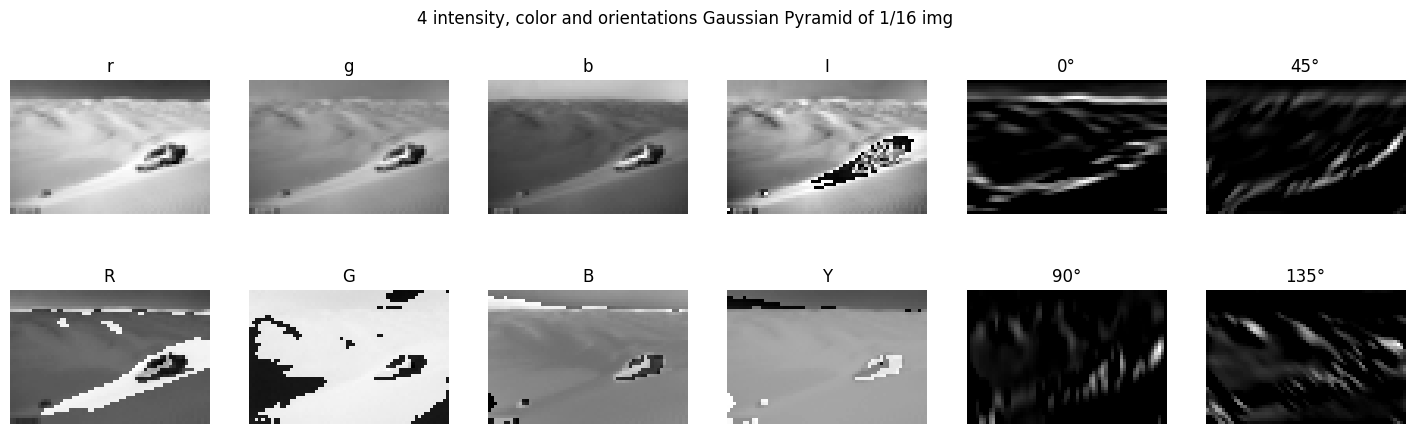 4 intensity, color and orientations Gaussian Pyramid of 1/16 img
r g b I 0° 45°
R G B Y 90° 135°